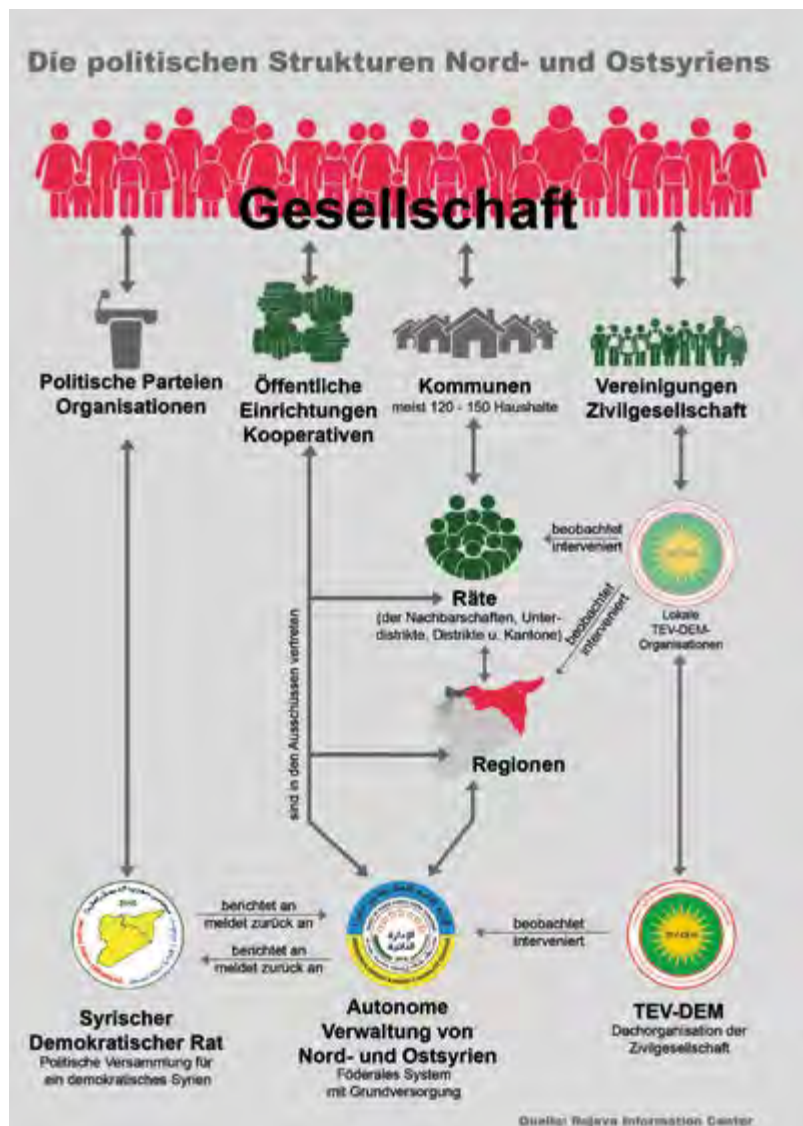 Die politischen Strukturen Nord- und Ostsyriens
Gesellschaft
Politische Parteien
Organisationen
Öffentliche
Einrichtungen
Kooperativen
Kommunen
meist 120 - 150 Haushalte
Vereinigungen
Zivilgesellschaft
beobachtet
interveniert
Räte
(der Nachbarschaften, Unter-
distrikte, Distrikte u. Kantone)
beobachtet
interveniert
Lokale
TEV-DEM-
Organisationen
sind in den Ausschüssen vertreten
Regionen
berichtet an
meldet zurück an
berichtet an
meldet zurück an
beobachtet
interveniert
Syrischer
Demokratischer Rat
Politische Versammlung für
ein demokratisches Syrien
الإدارة
الذاتية
Autonome
Verwaltung von
Nord- und Ostsyrien
Föderales System
mit Grundversorgung
TEV-DEM
TEV-DEM
Dachorganisation der
Zivilgesellschaft
Quelle: Rojava Information Center